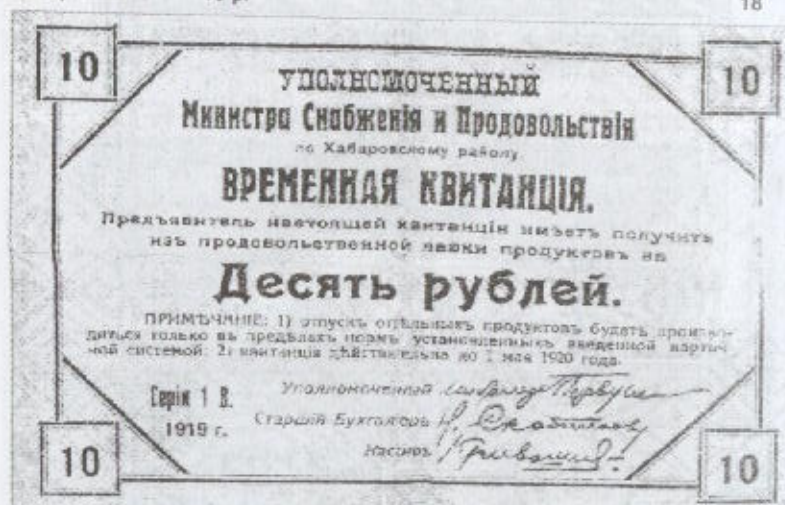 18
10 10
УПОЛНОМОЧЕННЫЙ
Министра Снабженія и Продовольствія
по Хабаровскому району.
ВРЕМЕННАЯ КВИТАНЦІЯ.
Предъявитель настоящей квитанціи имѣетъ получить
изъ продовольственной лавки продуктовъ на
Десять рублей.
ПРИМѢЧАНІЕ: 1) отпускъ отдѣльныхъ продуктовъ будетъ произво-
диться только въ предѣлахъ нормъ установленныхъ введенной карточ-
ной системой: 2) квитанція дѣйствительна до 1 мая 1920 года.
Серія 1 В. Уполномоченный
1919 г. Старшій Бухгалтеръ
Кассиръ
10 10